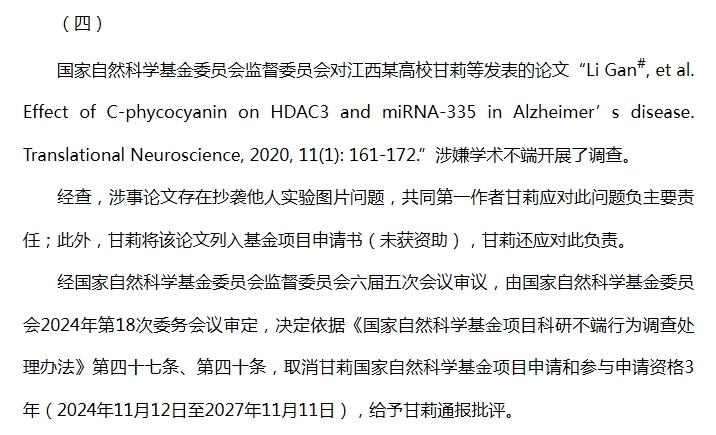 （四）
国家自然科学基金委员会监督委员会对江西某高校甘莉等发表的论文“Li Gan#, et al.
Effect of C-phycocyanin on HDAC3 and miRNA-335 in Alzheimer’s disease.
Translational Neuroscience, 2020, 11(1): 161-172.”涉嫌学术不端开展了调查。
经查，涉事论文存在抄袭他人实验图片问题，共同第一作者甘莉应对此问题负主要责
任；此外，甘莉将该论文列入基金项目申请书（未获资助），甘莉还应对此负责。
经国家自然科学基金委员会监督委员会六届五次会议审议，由国家自然科学基金委员
会2024年第18次委务会议审定，决定依据《国家自然科学基金项目科研不端行为调查处
理办法》第四十七条、第四十条，取消甘莉国家自然科学基金项目申请和参与申请资格3
年（2024年11月12日至2027年11月11日），给予甘莉通报批评。